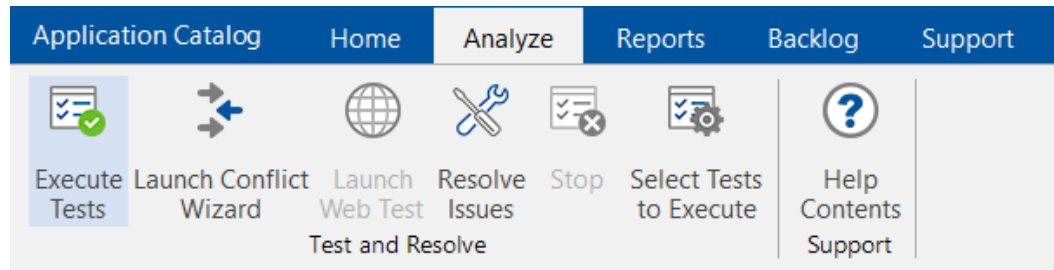 Application Catalog Home Analyze Reports Backlog Support
Execute Launch Conflict Launch Resolve Stop Select Tests Help
Tests Wizard Web Test Issues to Execute Contents
Test and Resolve Support